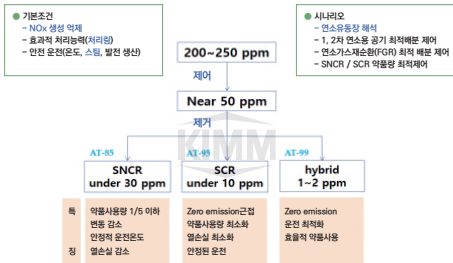 ● 기본조건
- NOx 생성 억제
- 효과적 처리능력(처리량)
- 안전 운전(온도, 스팀, 발전 생산)
● 시나리오
- 연소유동장 해석
- 1, 2차 연소용 공기 최적배분 제어
- 연소가스재순환(FGR) 최적 배분 제어
- SNCR / SCR 약품량 최적제어
200~250 ppm
제어
Near 50 ppm
제거
KIMM
AT-85
SNCR
under 30 ppm
AT-95
SCR
under 10 ppm
AT-99
hybrid
1~2 ppm
특
징
약품사용량 1/5 이하
변동 감소
안정적 운전온도
열손실 감소
Zero emission근접
약품사용량 최소화
열손실 최소화
안정된 운전
Zero emission
운전 최적화
효율적 약품사용